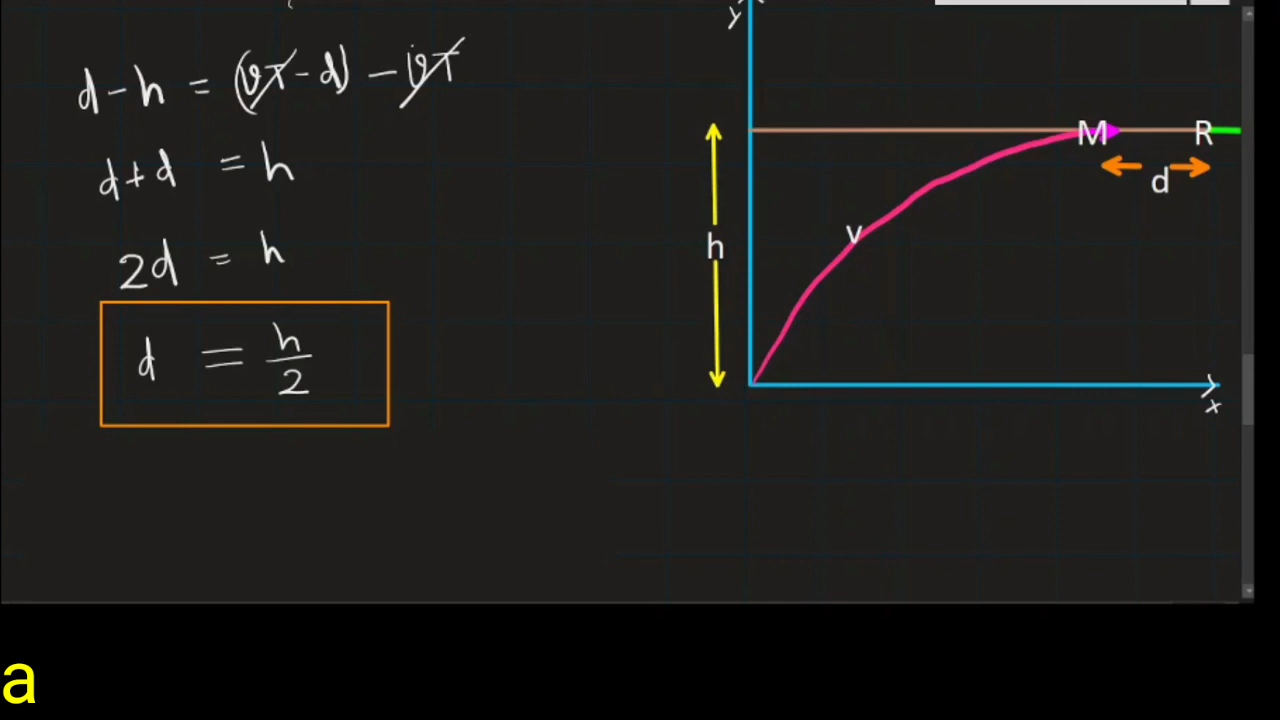 d - h = (vT - d) - vT
d + d = h
2d = h
d = h/2
y
M
R
d
v
h
x
a